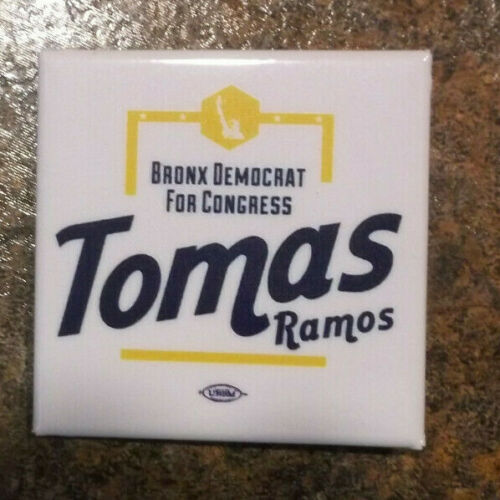 BRONX DEMOCRAT
FOR CONGRESS
Tomas
Ramos